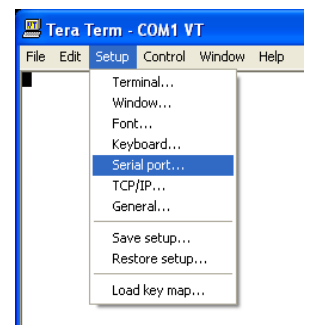 Tera Term - COM1 VT
File Edit Setup Control Window Help
Terminal...
Window...
Font...
Keyboard...
Serial port...
TCP/IP...
General...
Save setup...
Restore setup...
Load key map...